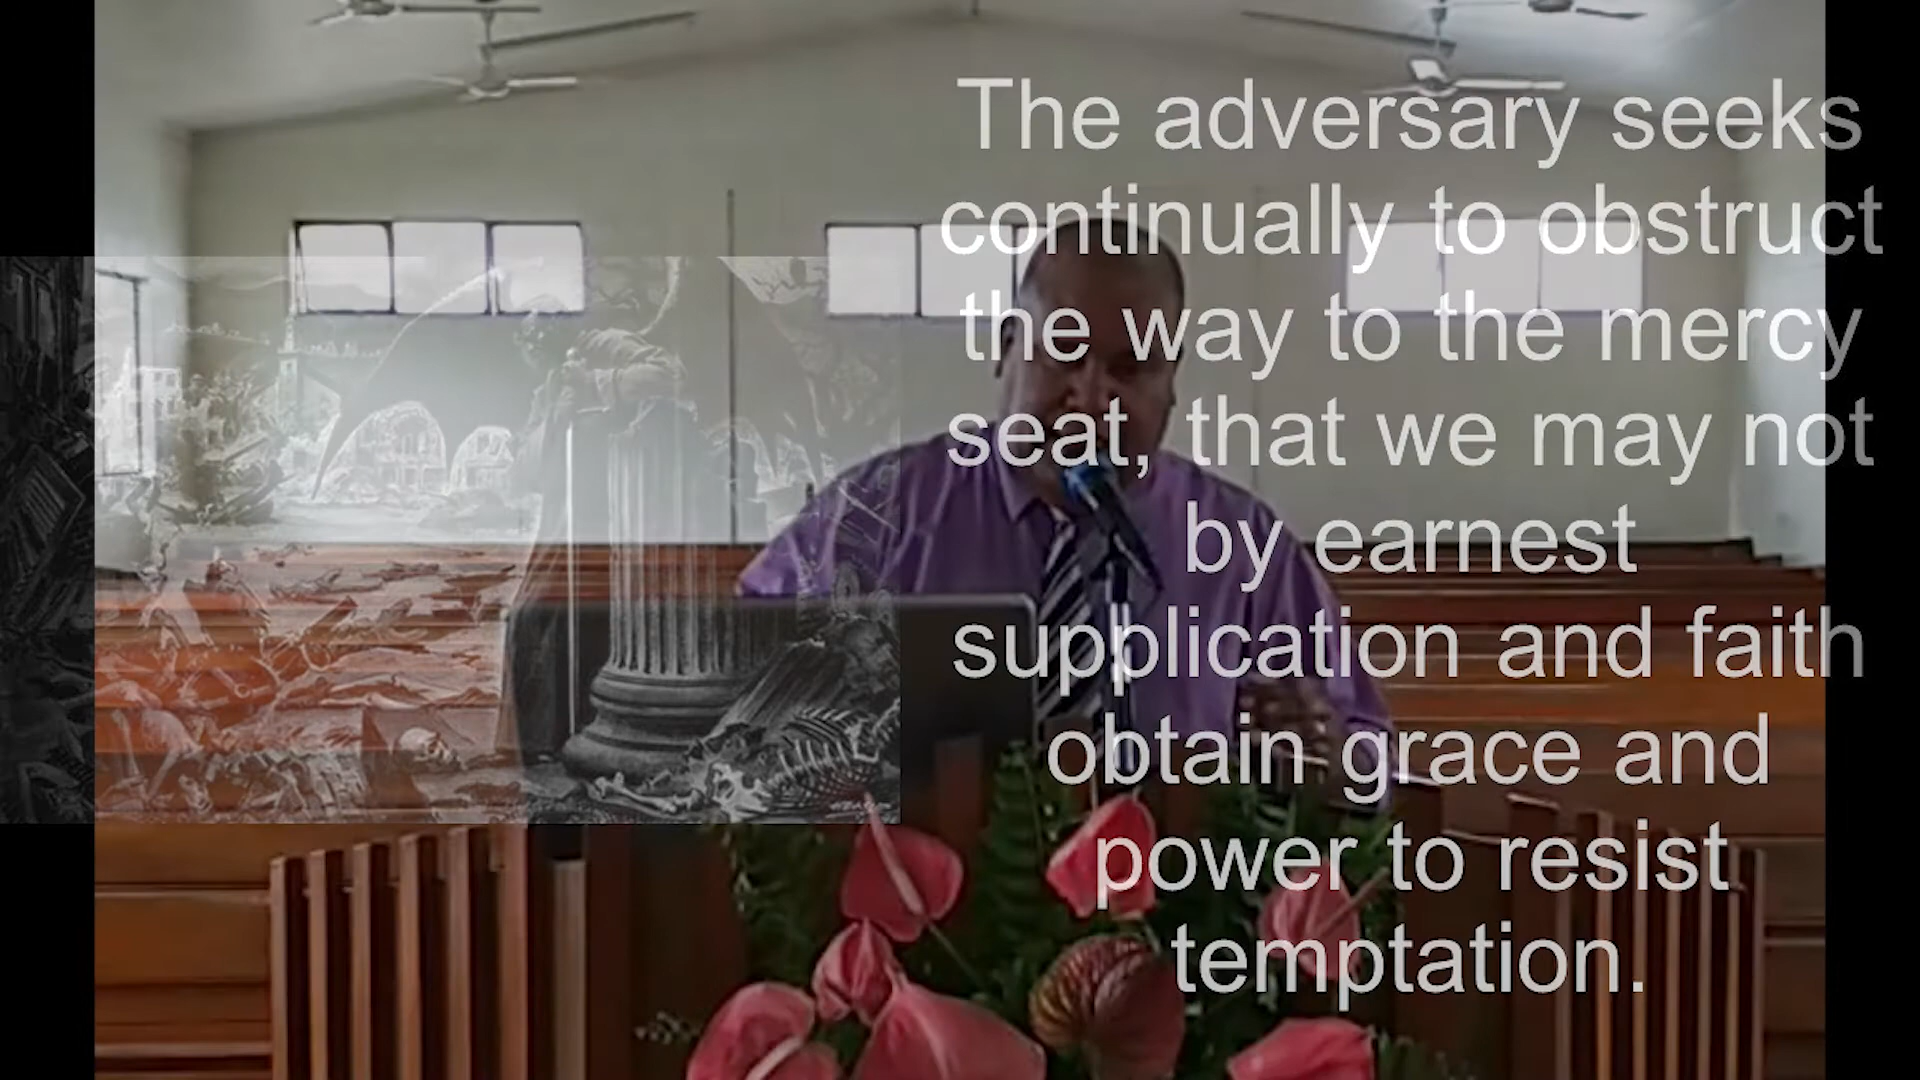 The adversary seeks
continually to obstruct
the way to the mercy
seat, that we may not
by earnest
supplication and faith
obtain grace and
power to resist
temptation.